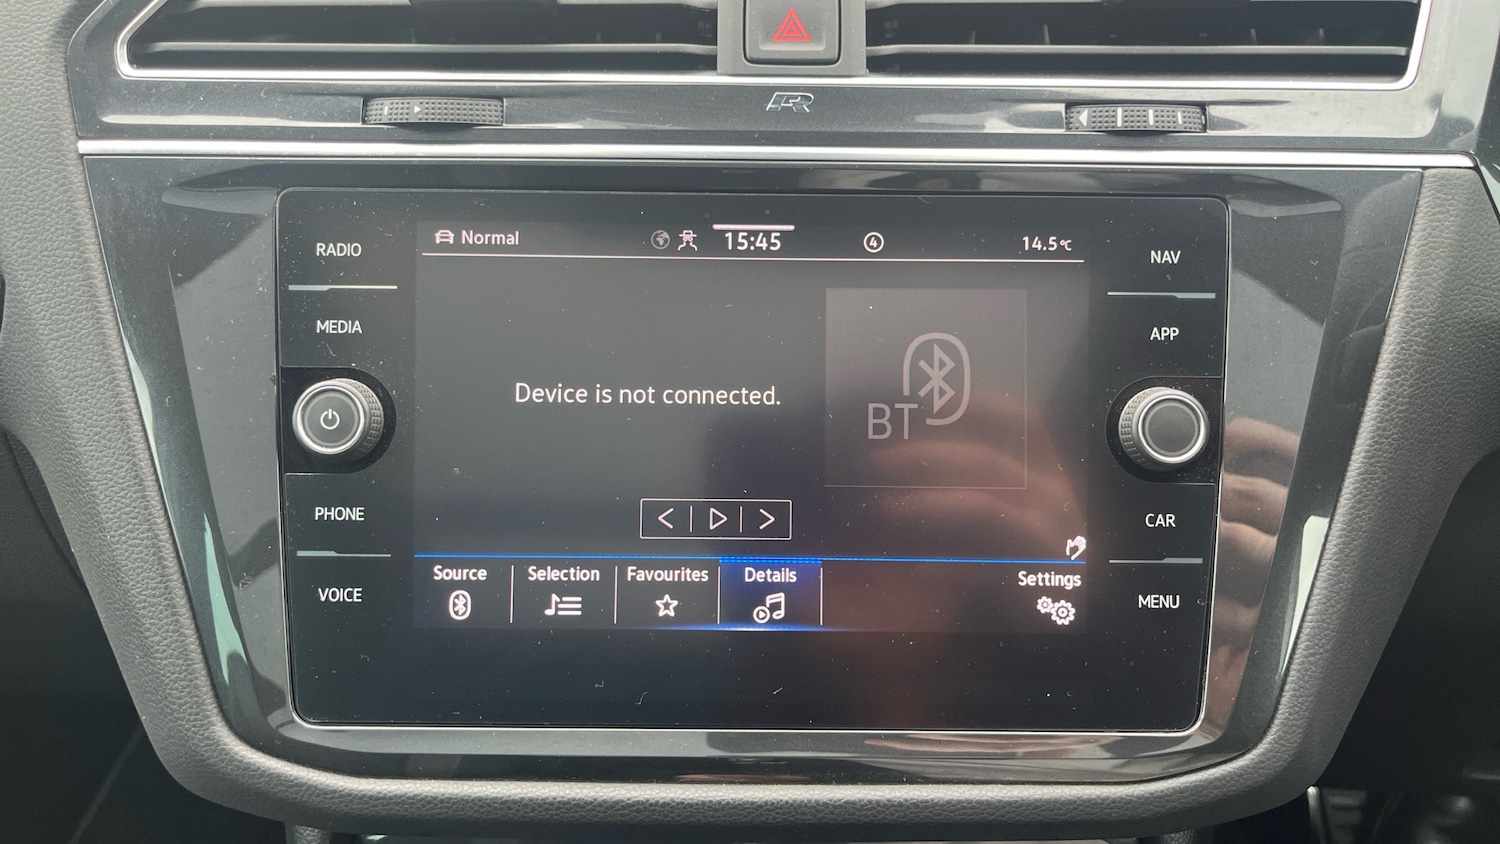 R
RADIO
MEDIA
PHONE
VOICE
Normal
15:45
4
14.5°C
Device is not connected.
BT
Source
Selection
Favourites
Details
Settings
NAV
APP
CAR
MENU